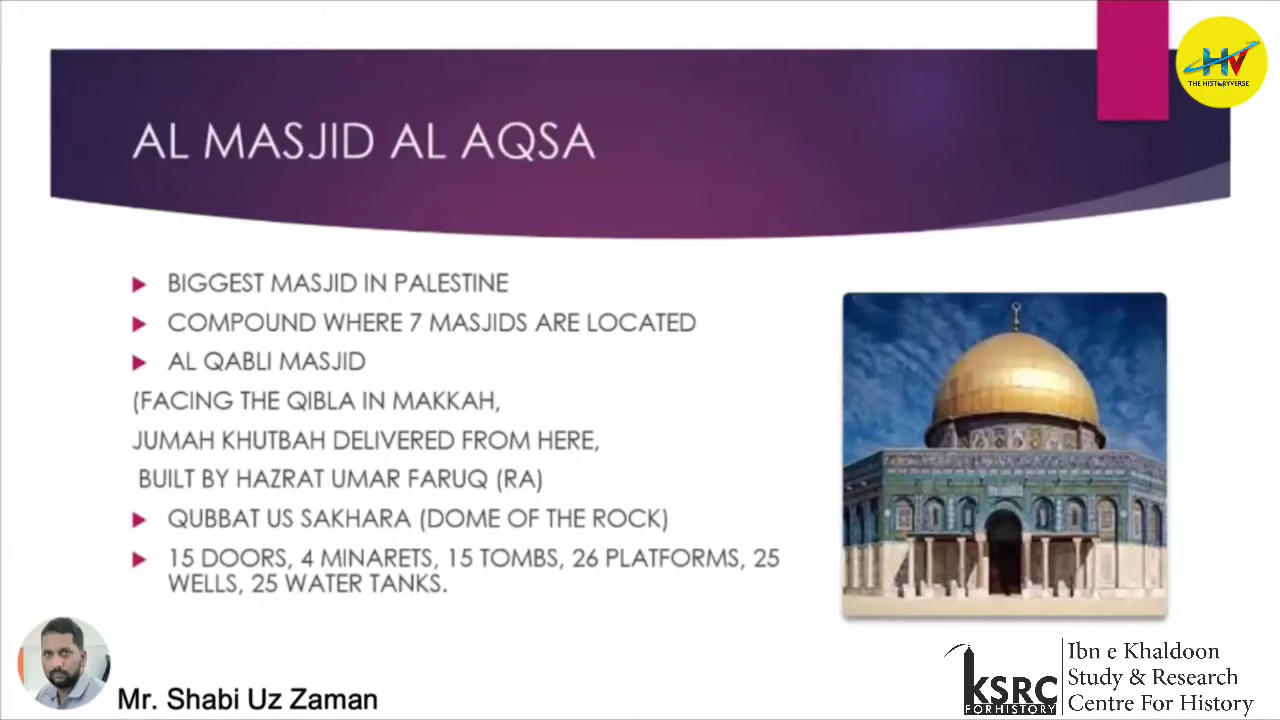 HV
THE HISTORYVERSE
AL MASJID AL AQSA
BIGGEST MASJID IN PALESTINE
COMPOUND WHERE 7 MASJIDS ARE LOCATED
AL QABLI MASJID
(FACING THE QIBLA IN MAKKAH,
JUMAH KHUTBAH DELIVERED FROM HERE,
BUILT BY HAZRAT UMAR FARUQ (RA)
QUBBAT US SAKHARA (DOME OF THE ROCK)
15 DOORS, 4 MINARETS, 15 TOMBS, 26 PLATFORMS, 25
WELLS, 25 WATER TANKS.
Mr. Shabi Uz Zaman
IKSRC
FORHISTORY
Ibn e Khaldoon
Study & Research
Centre For History